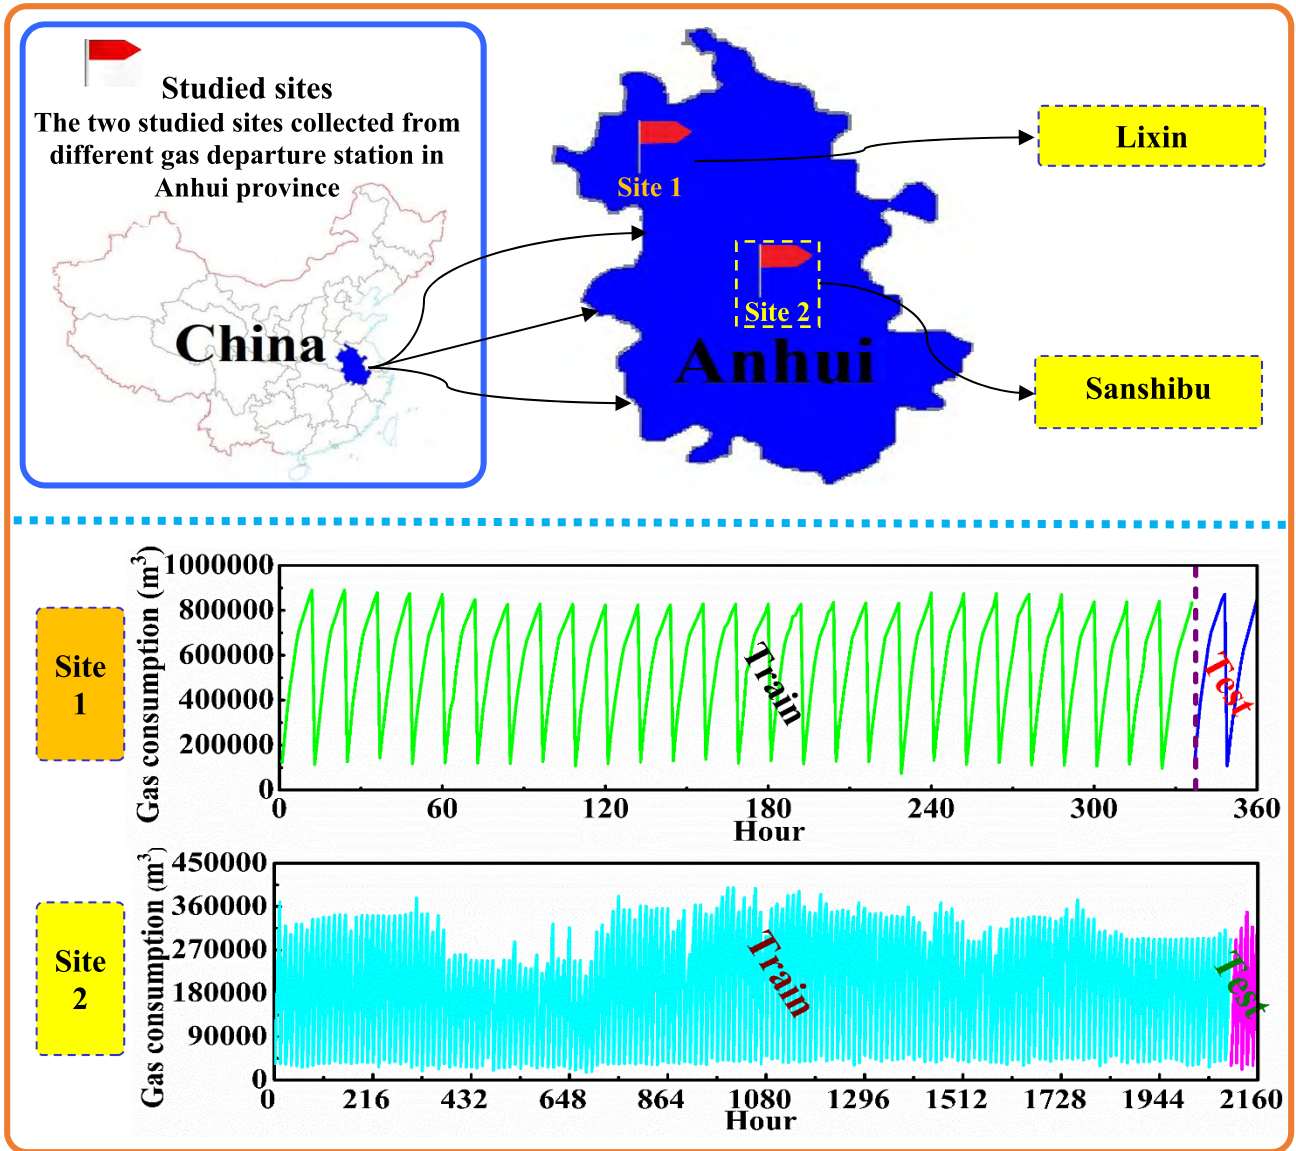 Studied sites
The two studied sites collected from
different gas departure station in
Anhui province
China
Site 1
Site 2
Anhui
Lixin
Sanshibu
Site
1
Gas consumption (m³)
1000000
800000
600000
400000
200000
0
Train
Test
0 60 120 180 240 300 360
Hour
Site
2
Gas consumption (m³)
450000
360000
270000
180000
90000
0
Train
Test
0 216 432 648 864 1080 1296 1512 1728 1944 2160
Hour